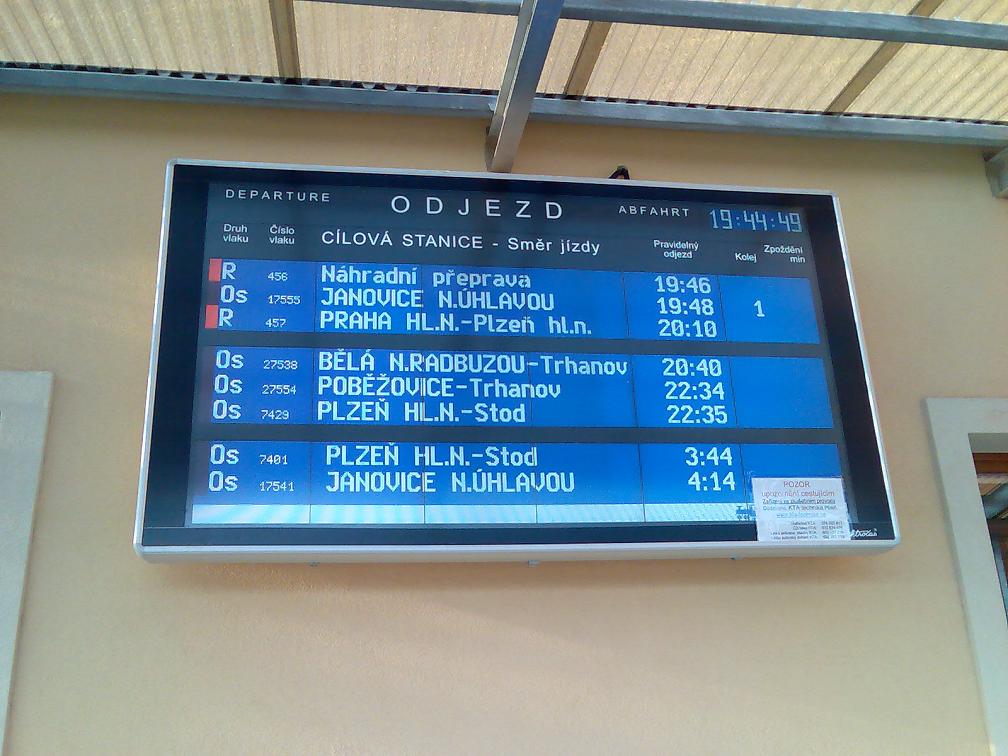 DEPARTURE ODJEZD ABFAHRT 19:44:49
Druh vlaku Číslo vlaku CÍLOVÁ STANICE - Směr jízdy Pravidelný odjezd Kolej Zpoždění min
R 456 Náhradní přeprava 19:46
Os 17555 JANOVICE N.ÚHLAVOU 19:48 1
R 457 PRAHA HL.N.-Plzeň hl.n. 20:10
Os 27538 BĚLÁ N.RADBUZOU-Trhanov 20:40
Os 27554 POBĚŽOVICE-Trhanov 22:34
Os 7429 PLZEŇ HL.N.-Stod 22:35
Os 7401 PLZEŇ HL.N.-Stod 3:44
Os 17541 JANOVICE N.ÚHLAVOU 4:14
POZOR
upozornění cestujícím